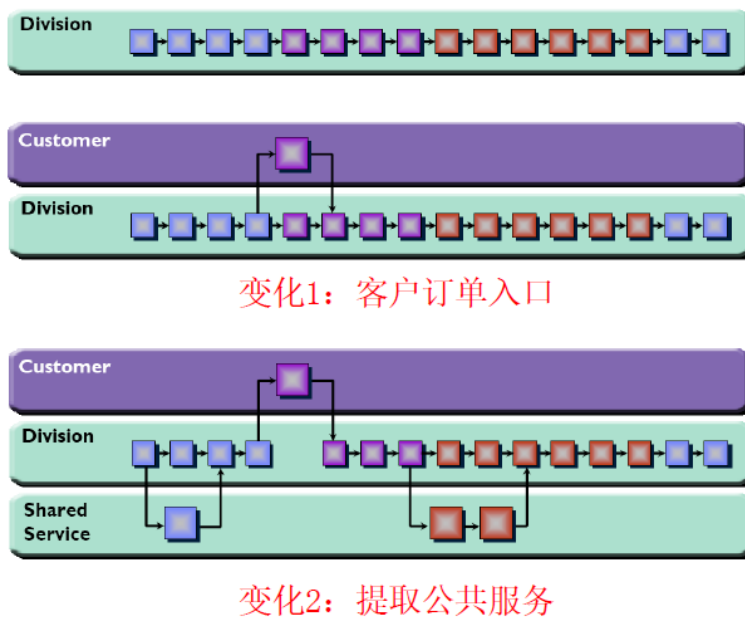 Division
Customer
Division
变化1：客户订单入口
Customer
Division
Shared
Service
变化2：提取公共服务